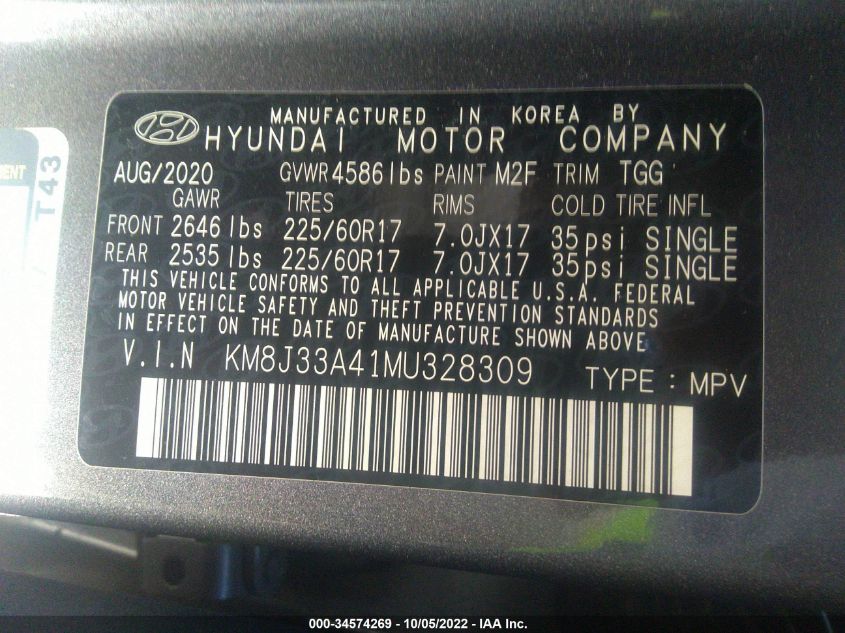 MANUFACTURED IN KOREA BY
HYUNDAI MOTOR COMPANY
AUG/2020 GVWR 4586 lbs PAINT M2F TRIM TGG
GAWR TIRES RIMS COLD TIRE INFL
FRONT 2646 lbs 225/60R17 7.0JX17 35psi SINGLE
REAR 2535 lbs 225/60R17 7.0JX17 35psi SINGLE
THIS VEHICLE CONFORMS TO ALL APPLICABLE U.S.A. FEDERAL
MOTOR VEHICLE SAFETY AND THEFT PREVENTION STANDARDS
IN EFFECT ON THE DATE OF MANUFACTURE SHOWN ABOVE
V.I.N KM8J33A41MU328309 TYPE : MPV
T43
000-34574269 - 10/05/2022 - IAA Inc.